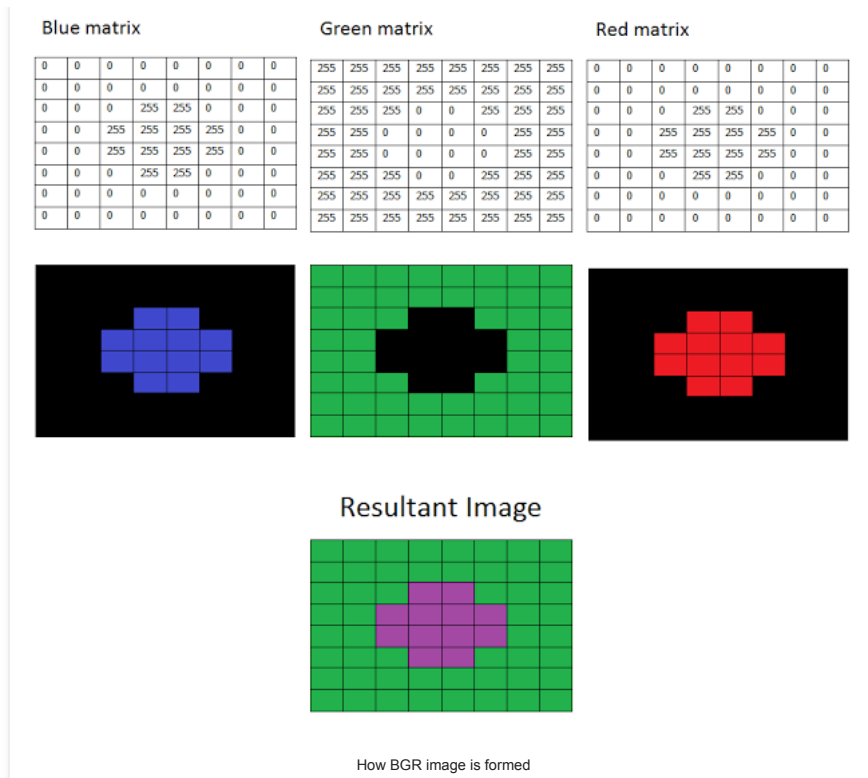 Blue matrix
0 0 0 0 0 0 0 0
0 0 0 0 0 0 0 0
0 0 0 255 255 0 0 0
0 0 255 255 255 255 0 0
0 0 255 255 255 255 0 0
0 0 0 255 255 0 0 0
0 0 0 0 0 0 0 0
0 0 0 0 0 0 0 0
Green matrix
255 255 255 255 255 255 255 255
255 255 255 255 255 255 255 255
255 255 255 0 0 255 255 255
255 255 0 0 0 0 255 255
255 255 0 0 0 0 255 255
255 255 255 0 0 255 255 255
255 255 255 255 255 255 255 255
255 255 255 255 255 255 255 255
Red matrix
0 0 0 0 0 0 0 0
0 0 0 0 0 0 0 0
0 0 0 255 255 0 0 0
0 0 255 255 255 255 0 0
0 0 255 255 255 255 0 0
0 0 0 255 255 0 0 0
0 0 0 0 0 0 0 0
0 0 0 0 0 0 0 0
Resultant Image
How BGR image is formed